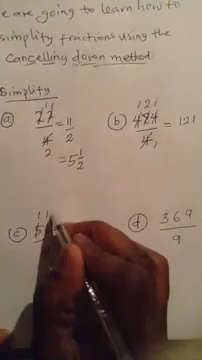 e are going to learn how to
simplify fractions using the
Cancelling down method.
Simplify
(a) 22/4 = 11/2
= 5 1/2
(b) 484/4 = 121
(c) 5
(d) 369/9